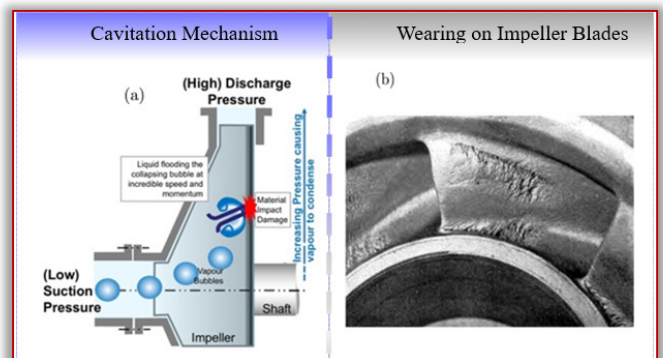 Cavitation Mechanism
Wearing on Impeller Blades
(a)
(High) Discharge
Pressure
Liquid flooding the
collapsing bubble at
incredible speed and
momentum
Material
Impact
Damage
Increasing Pressure causing
vapour to condense
(Low)
Suction
Pressure
Vapour
Bubbles
Shaft
Impeller
(b)